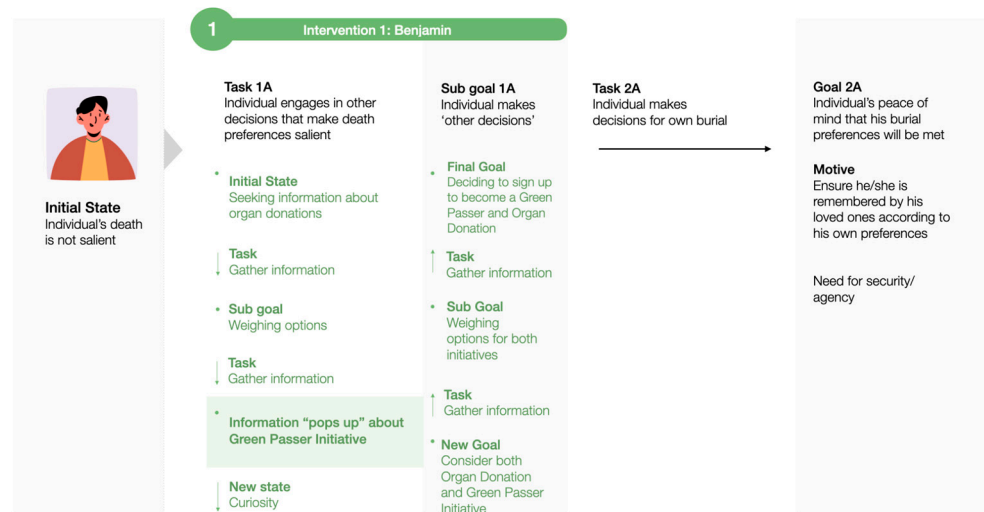 1
Intervention 1: Benjamin
Initial State
Individual's death
is not salient
Task 1A
Individual engages in other
decisions that make death
preferences salient
Initial State
Seeking information about
organ donations
Task
Gather information
Sub goal
Weighing options
Task
Gather information
Information “pops up” about
Green Passer Initiative
New state
Curiosity
Sub goal 1A
Individual makes
‘other decisions’
Final Goal
Deciding to sign up
to become a Green
Passer and Organ
Donation
Task
Gather information
Sub Goal
Weighing
options for both
initiatives
Task
Gather information
New Goal
Consider both
Organ Donation
and Green Passer
Initiative
Task 2A
Individual makes
decisions for own burial
Goal 2A
Individual's peace of
mind that his burial
preferences will be met
Motive
Ensure he/she is
remembered by his
loved ones according to
his own preferences
Need for security/
agency